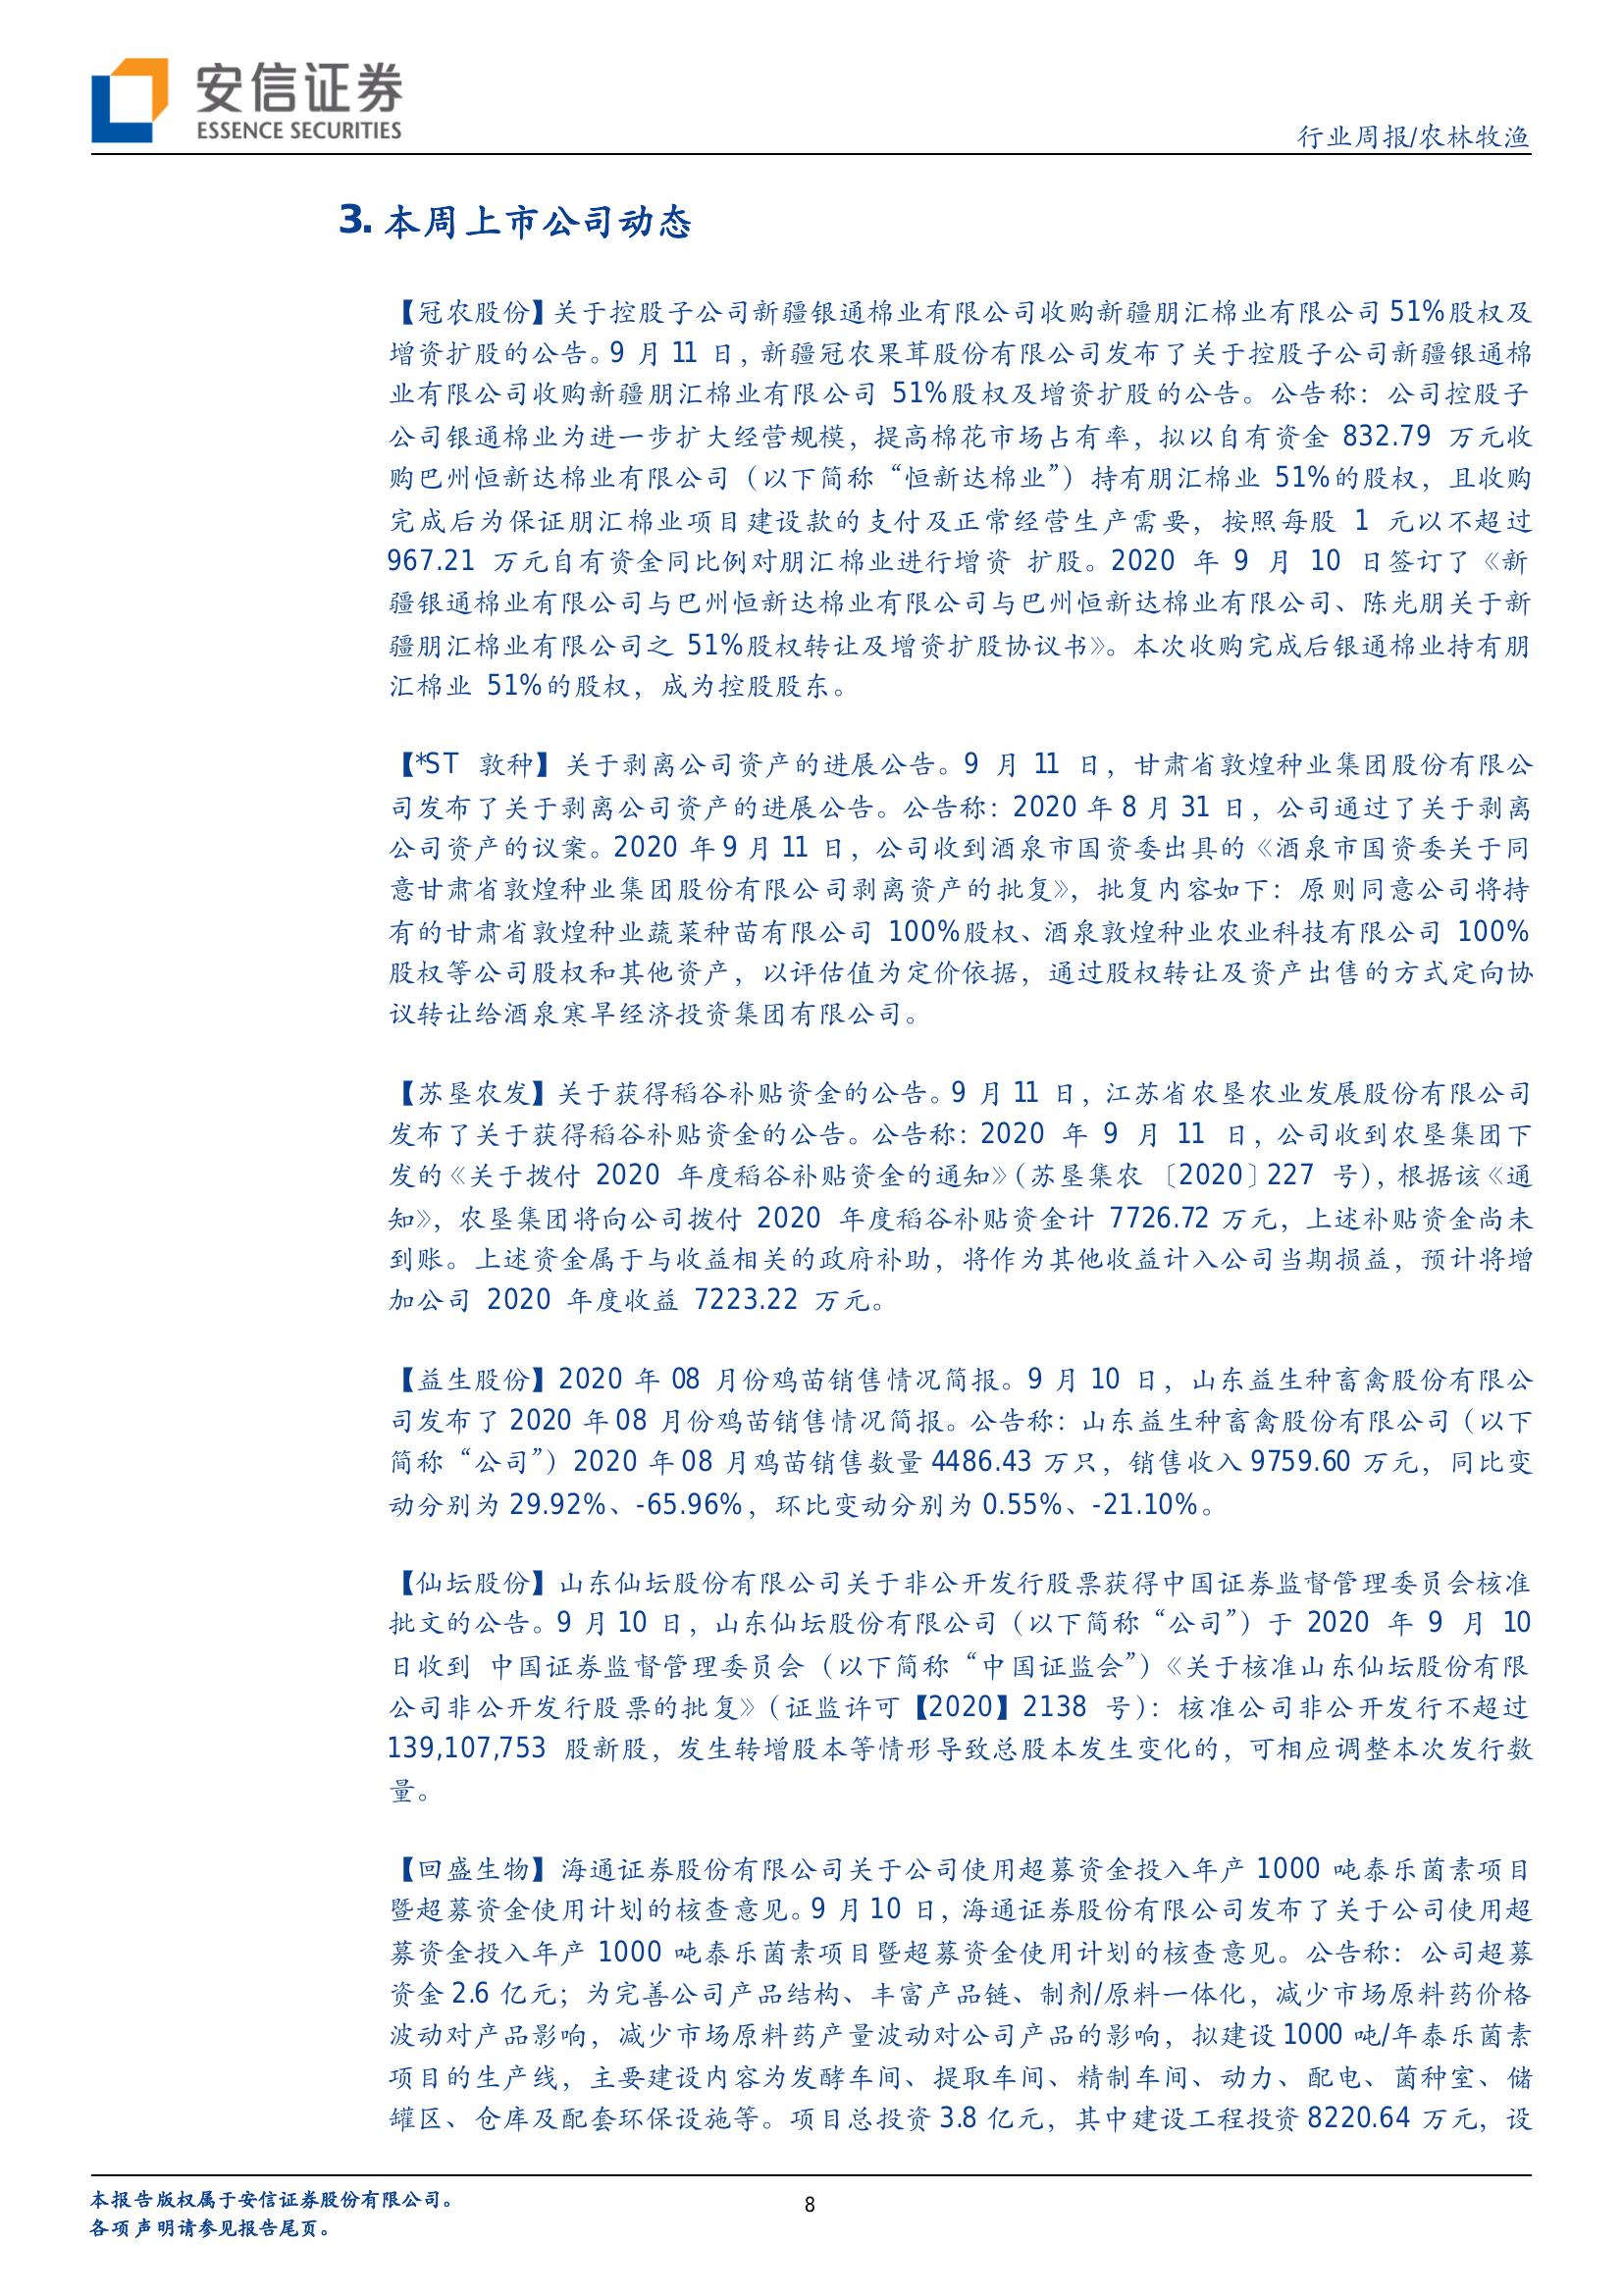 安信证券
ESSENCE SECURITIES
行业周报/农林牧渔
3. 本周上市公司动态
【冠农股份】关于控股子公司新疆银通棉业有限公司收购新疆朋汇棉业有限公司 51%股权及
增资扩股的公告。9 月 11 日，新疆冠农果茸股份有限公司发布了关于控股子公司新疆银通棉
业有限公司收购新疆朋汇棉业有限公司 51%股权及增资扩股的公告。公告称：公司控股子
公司银通棉业为进一步扩大经营规模，提高棉花市场占有率，拟以自有资金 832.79 万元收
购巴州恒新达棉业有限公司（以下简称“恒新达棉业”）持有朋汇棉业 51%的股权，且收购
完成后为保证朋汇棉业项目建设款的支付及正常经营生产需要，按照每股 1 元以不超过
967.21 万元自有资金同比例对朋汇棉业进行增资 扩股。2020 年 9 月 10 日签订了《新
疆银通棉业有限公司与巴州恒新达棉业有限公司与巴州恒新达棉业有限公司、陈光朋关于新
疆朋汇棉业有限公司之 51%股权转让及增资扩股协议书》。本次收购完成后银通棉业持有朋
汇棉业 51%的股权，成为控股股东。
【*ST 敦种】关于剥离公司资产的进展公告。9 月 11 日，甘肃省敦煌种业集团股份有限公
司发布了关于剥离公司资产的进展公告。公告称：2020 年 8 月 31 日，公司通过了关于剥离
公司资产的议案。2020 年 9 月 11 日，公司收到酒泉市国资委出具的《酒泉市国资委关于同
意甘肃省敦煌种业集团股份有限公司剥离资产的批复》，批复内容如下：原则同意公司将持
有的甘肃省敦煌种业蔬菜种苗有限公司 100%股权、酒泉敦煌种业农业科技有限公司 100%
股权等公司股权和其他资产，以评估值为定价依据，通过股权转让及资产出售的方式定向协
议转让给酒泉寒旱经济投资集团有限公司。
【苏垦农发】关于获得稻谷补贴资金的公告。9 月 11 日，江苏省农垦农业发展股份有限公司
发布了关于获得稻谷补贴资金的公告。公告称：2020 年 9 月 11 日，公司收到农垦集团下
发的《关于拨付 2020 年度稻谷补贴资金的通知》（苏垦集农〔2020〕227 号），根据该《通
知》，农垦集团将向公司拨付 2020 年度稻谷补贴资金计 7726.72 万元，上述补贴资金尚未
到账。上述资金属于与收益相关的政府补助，将作为其他收益计入公司当期损益，预计将增
加公司 2020 年度收益 7223.22 万元。
【益生股份】2020 年 08 月份鸡苗销售情况简报。9 月 10 日，山东益生种畜禽股份有限公
司发布了 2020 年 08 月份鸡苗销售情况简报。公告称：山东益生种畜禽股份有限公司（以下
简称“公司”）2020 年 08 月鸡苗销售数量 4486.43 万只，销售收入 9759.60 万元，同比变
动分别为 29.92%、-65.96%，环比变动分别为 0.55%、-21.10%。
【仙坛股份】山东仙坛股份有限公司关于非公开发行股票获得中国证券监督管理委员会核准
批文的公告。9 月 10 日，山东仙坛股份有限公司（以下简称“公司”）于 2020 年 9 月 10
日收到 中国证券监督管理委员会（以下简称“中国证监会”）《关于核准山东仙坛股份有限
公司非公开发行股票的批复》（证监许可【2020】2138 号）：核准公司非公开发行不超过
139,107,753 股新股，发生转增股本等情形导致总股本发生变化的，可相应调整本次发行数
量。
【回盛生物】海通证券股份有限公司关于公司使用超募资金投入年产 1000 吨泰乐菌素项目
暨超募资金使用计划的核查意见。9 月 10 日，海通证券股份有限公司发布了关于公司使用超
募资金投入年产 1000 吨泰乐菌素项目暨超募资金使用计划的核查意见。公告称：公司超募
资金 2.6 亿元；为完善公司产品结构、丰富产品链、制剂/原料一体化，减少市场原料药价格
波动对产品影响，减少市场原料药产量波动对公司产品的影响，拟建设 1000 吨/年泰乐菌素
项目的生产线，主要建设内容为发酵车间、提取车间、精制车间、动力、配电、菌种室、储
罐区、仓库及配套环保设施等。项目总投资 3.8 亿元，其中建设工程投资 8220.64 万元，设
本报告版权属于安信证券股份有限公司。
各项声明请参见报告尾页。
8